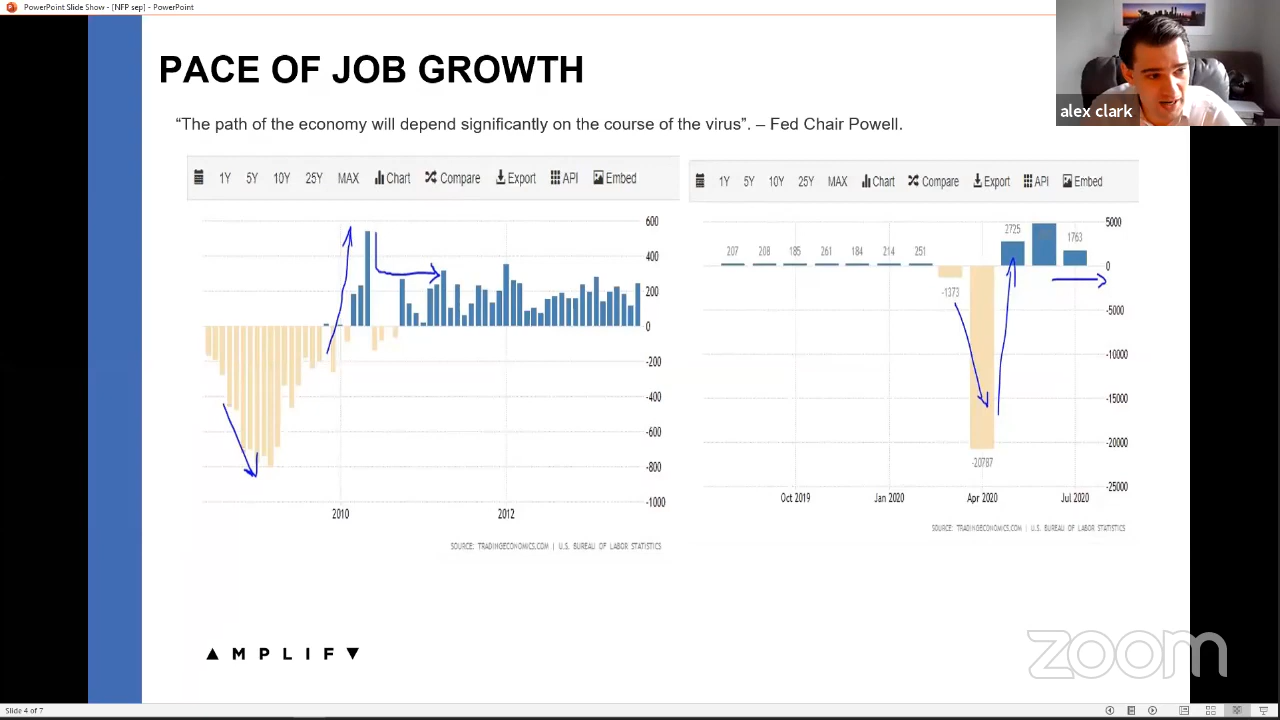 PowerPoint Slide Show - [NFP sep] - PowerPoint
alex clark
PACE OF JOB GROWTH
“The path of the economy will depend significantly on the course of the virus”. – Fed Chair Powell.
1Y 5Y 10Y 25Y MAX Chart Compare Export API Embed
600
400
200
0
-200
-400
-600
-800
-1000
2010 2012
SOURCE: TRADINGECONOMICS.COM | U.S. BUREAU OF LABOR STATISTICS
1Y 5Y 10Y 25Y MAX Chart Compare Export API Embed
207 208 185 261 184 214 251 -1373 -20787 2725 1763
5000
0
-5000
-10000
-15000
-20000
-25000
Oct 2019 Jan 2020 Apr 2020 Jul 2020
SOURCE: TRADINGECONOMICS.COM | U.S. BUREAU OF LABOR STATISTICS
AMPLIFY
zoom
Slide 4 of 7